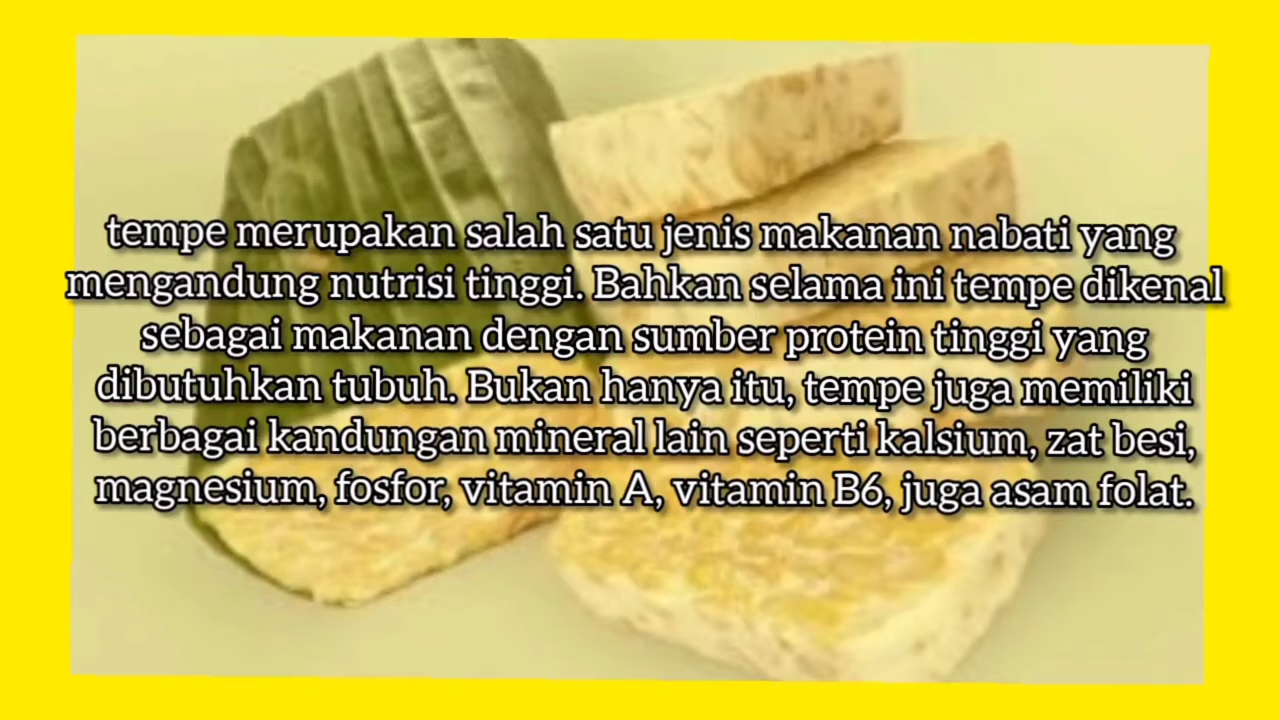 tempe merupakan salah satu jenis makanan nabati yang
mengandung nutrisi tinggi. Bahkan selama ini tempe dikenal
sebagai makanan dengan sumber protein tinggi yang
dibutuhkan tubuh. Bukan hanya itu, tempe juga memiliki
berbagai kandungan mineral lain seperti kalsium, zat besi,
magnesium, fosfor, vitamin A, vitamin B6, juga asam folat.